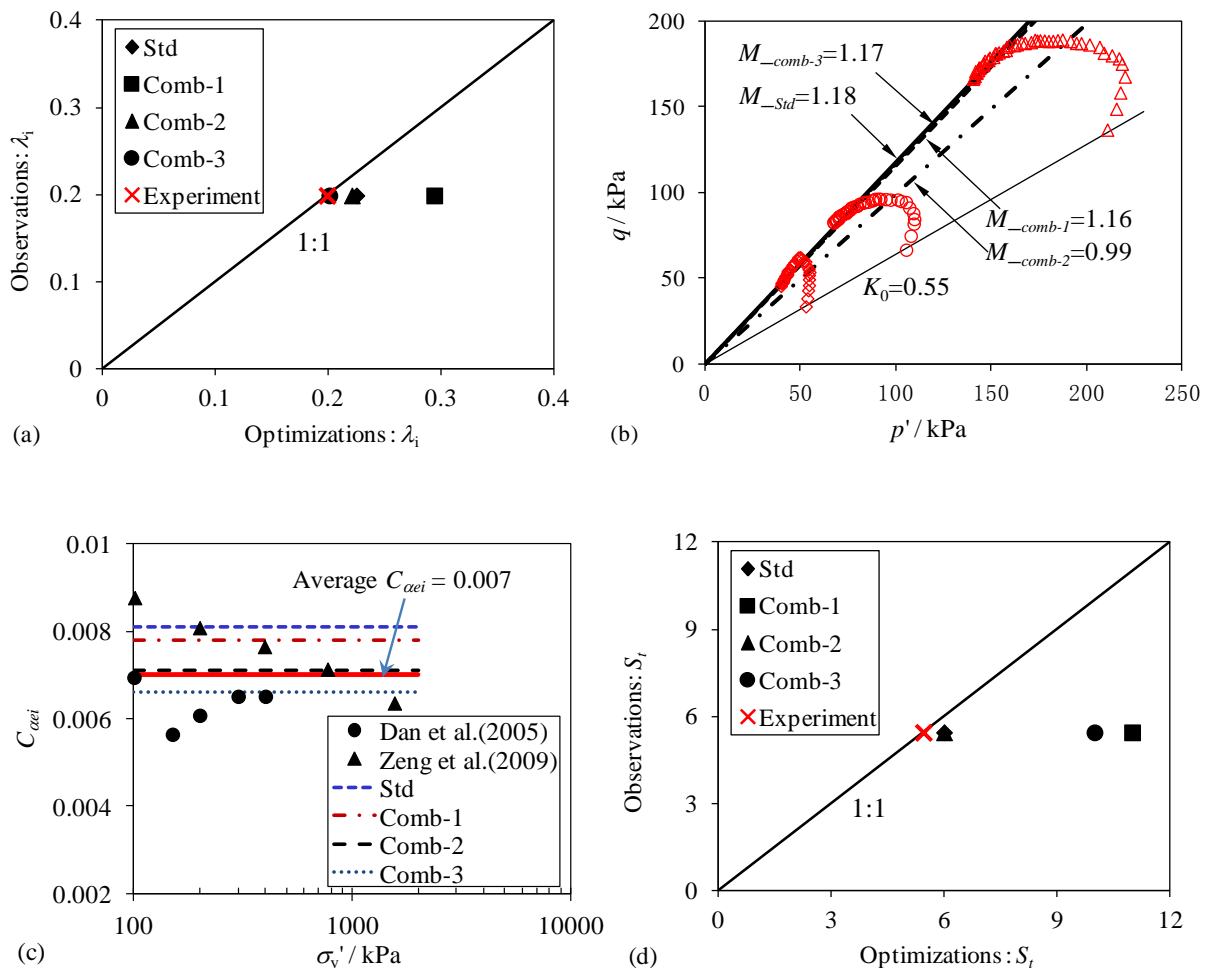 0.4
0.3
0.2
0.1
0
0
0.1
0.2
0.3
0.4
Observations: λi
Optimizations: λi
Std
Comb-1
Comb-2
Comb-3
Experiment
1:1
(a)
200
150
100
50
0
0
50
100
150
200
250
q / kPa
p' / kPa
M_comb-3=1.17
M_Std=1.18
M_comb-1=1.16
M_comb-2=0.99
K0=0.55
(b)
0.01
0.008
0.006
0.004
0.002
100
1000
10000
Cαei
σv' / kPa
Average Cαei = 0.007
Dan et al.(2005)
Zeng et al.(2009)
Std
Comb-1
Comb-2
Comb-3
(c)
12
9
6
3
0
0
3
6
9
12
Observations: St
Optimizations: St
Std
Comb-1
Comb-2
Comb-3
Experiment
1:1
(d)